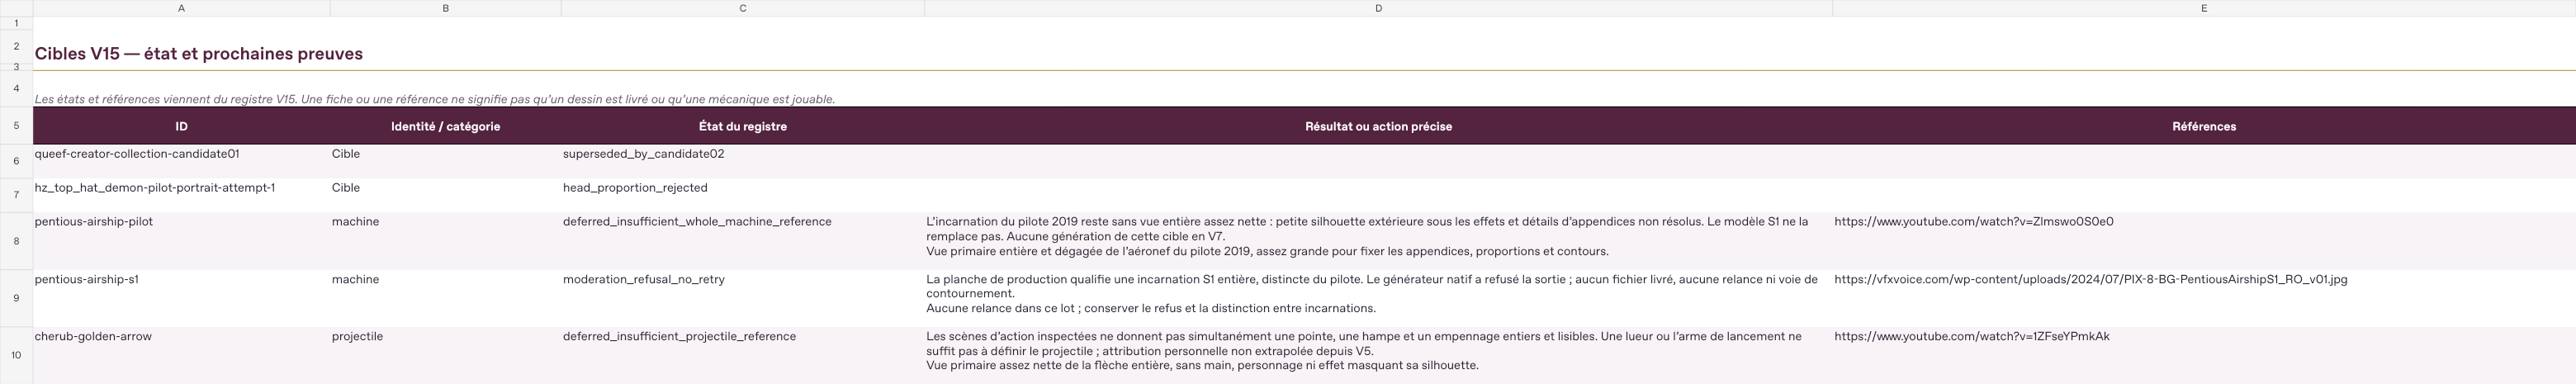 A B C D E
1
2 Cibles V15 — état et prochaines preuves
3
4 Les états et références viennent du registre V15. Une fiche ou une référence ne signifie pas qu'un dessin est livré ou qu'une mécanique est jouable.
5 ID Identité / catégorie État du registre Résultat ou action précise Références
6 queef-creator-collection-candidate01 Cible superseded_by_candidate02
7 hz_top_hat_demon-pilot-portrait-attempt-1 Cible head_proportion_rejected
8 pentious-airship-pilot machine deferred_insufficient_whole_machine_reference L'incarnation du pilote 2019 reste sans vue entière assez nette : petite silhouette extérieure sous les effets et détails d'appendices non résolus. Le modèle S1 ne la https://www.youtube.com/watch?v=Zlmswo0S0e0
remplace pas. Aucune génération de cette cible en V7.
Vue primaire entière et dégagée de l'aéronef du pilote 2019, assez grande pour fixer les appendices, proportions et contours.
9 pentious-airship-s1 machine moderation_refusal_no_retry La planche de production qualifie une incarnation S1 entière, distincte du pilote. Le générateur natif a refusé la sortie ; aucun fichier livré, aucune relance ni voie de https://vfxvoice.com/wp-content/uploads/2024/07/PIX-8-BG-PentiousAirshipS1_RO_v01.jpg
contournement.
Aucune relance dans ce lot ; conserver le refus et la distinction entre incarnations.
10 cherub-golden-arrow projectile deferred_insufficient_projectile_reference Les scènes d'action inspectées ne donnent pas simultanément une pointe, une hampe et un empennage entiers et lisibles. Une lueur ou l'arme de lancement ne https://www.youtube.com/watch?v=1ZFseYPmkAk
suffit pas à définir le projectile ; attribution personnelle non extrapolée depuis V5.
Vue primaire assez nette de la flèche entière, sans main, personnage ni effet masquant sa silhouette.